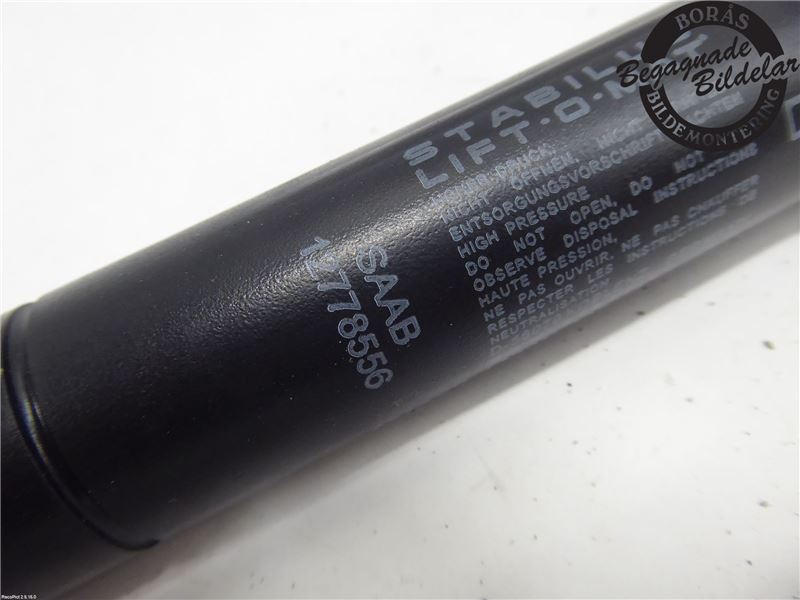 STABILUS
LIFT-O-MAT
HOHER DRUCK
NICHT ÖFFNEN, NICHT
ENTSORGUNGSVORSCHRIFT
HIGH PRESSURE
DO NOT OPEN, DO NOT
OBSERVE DISPOSAL INSTRUCTIONS
HAUTE PRESSION,
NE PAS OUVRIR, NE PAS CHAUFFER
RESPECTER LES INSTRUCTIONS DE
NEUTRALISATION
SAAB
12778556
BORÅS
Begagnade
Bildelar
BILDEMONTERING